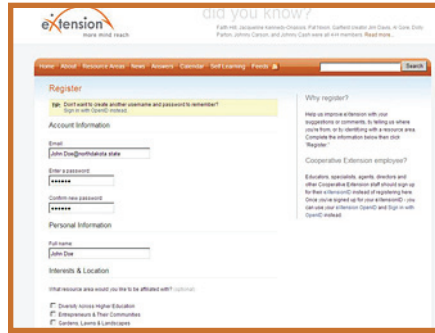 eXtension
more mind reach
did you know?
Faith Hill, Jacqueline Kennedy-Onassis, Pat Nixon, Garfield creator Jim Davis, Al Gore, Dolly
Parton, Johnny Carson, and Johnny Cash were all 4-H members. Read more...
Home About Resource Areas News Answers Calendar Self Learning Feeds
Search
Register
Tip: Don't want to create another username and password to remember?
Sign in with OpenID instead.
Account Information
Email
John Doe@northdakota.state
Enter a password
Confirm new password
Personal Information
Full name
John Doe
Interests & Location
What resource area would you like to be affiliated with? (optional)
Diversity Across Higher Education
Entrepreneurs & Their Communities
Gardens, Lawns & Landscapes
Why register?
Help us improve eXtension with your
suggestions or comments, by telling us where
you're from, or by identifying with a resource area.
Complete the information below then click
"Register."
Cooperative Extension employee?
Educators, specialists, agents, directors and
other Cooperative Extension staff should sign up
for their eXtensionID instead of registering here.
Once you've signed up for your eXtensionID - you
can use your eXtension OpenID and Sign in with
OpenID instead.